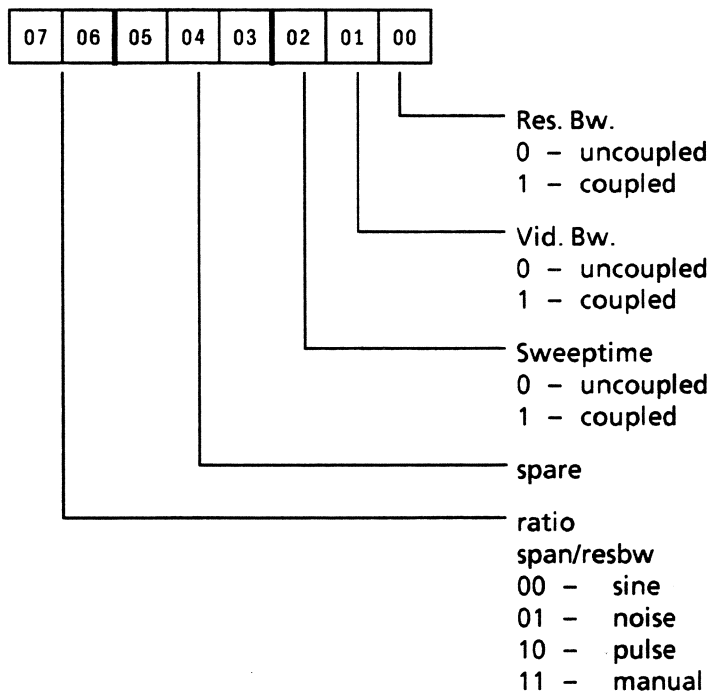 07 06 05 04 03 02 01 00
Res. Bw.
0 – uncoupled
1 – coupled
Vid. Bw.
0 – uncoupled
1 – coupled
Sweeptime
0 – uncoupled
1 – coupled
spare
ratio
span/resbw
00 – sine
01 – noise
10 – pulse
11 – manual